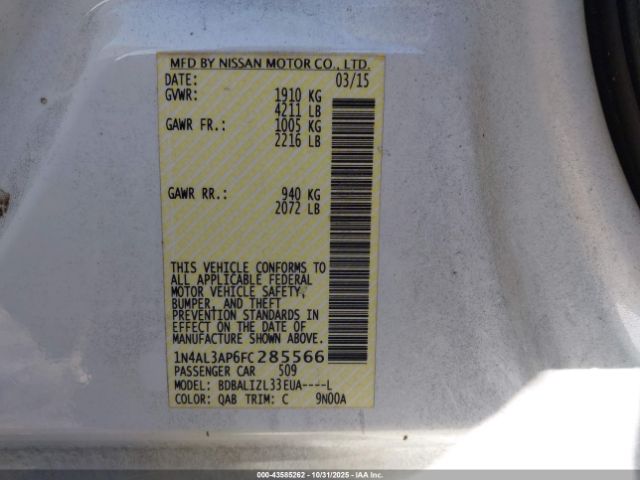 MFD BY NISSAN MOTOR CO., LTD.
DATE: 03/15
GVWR: 1910 KG
4211 LB
GAWR FR.: 1005 KG
2216 LB
GAWR RR.: 940 KG
2072 LB
THIS VEHICLE CONFORMS TO
ALL APPLICABLE FEDERAL
MOTOR VEHICLE SAFETY,
BUMPER, AND THEFT
PREVENTION STANDARDS IN
EFFECT ON THE DATE OF
MANUFACTURE SHOWN ABOVE.
1N4AL3AP6FC285566
PASSENGER CAR 509
MODEL: BDBALIZL33EUA----L
COLOR: QAB TRIM: C 9N00A
000-43585262 - 10/31/2025 - IAA Inc.